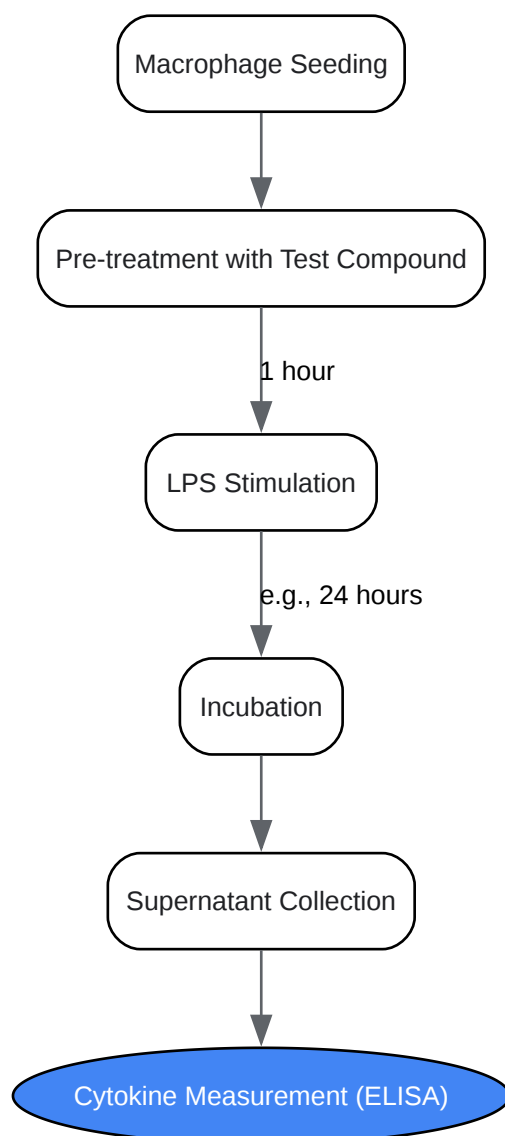 Macrophage Seeding
Pre-treatment with Test Compound
1 hour
LPS Stimulation
e.g., 24 hours
Incubation
Supernatant Collection
Cytokine Measurement (ELISA)